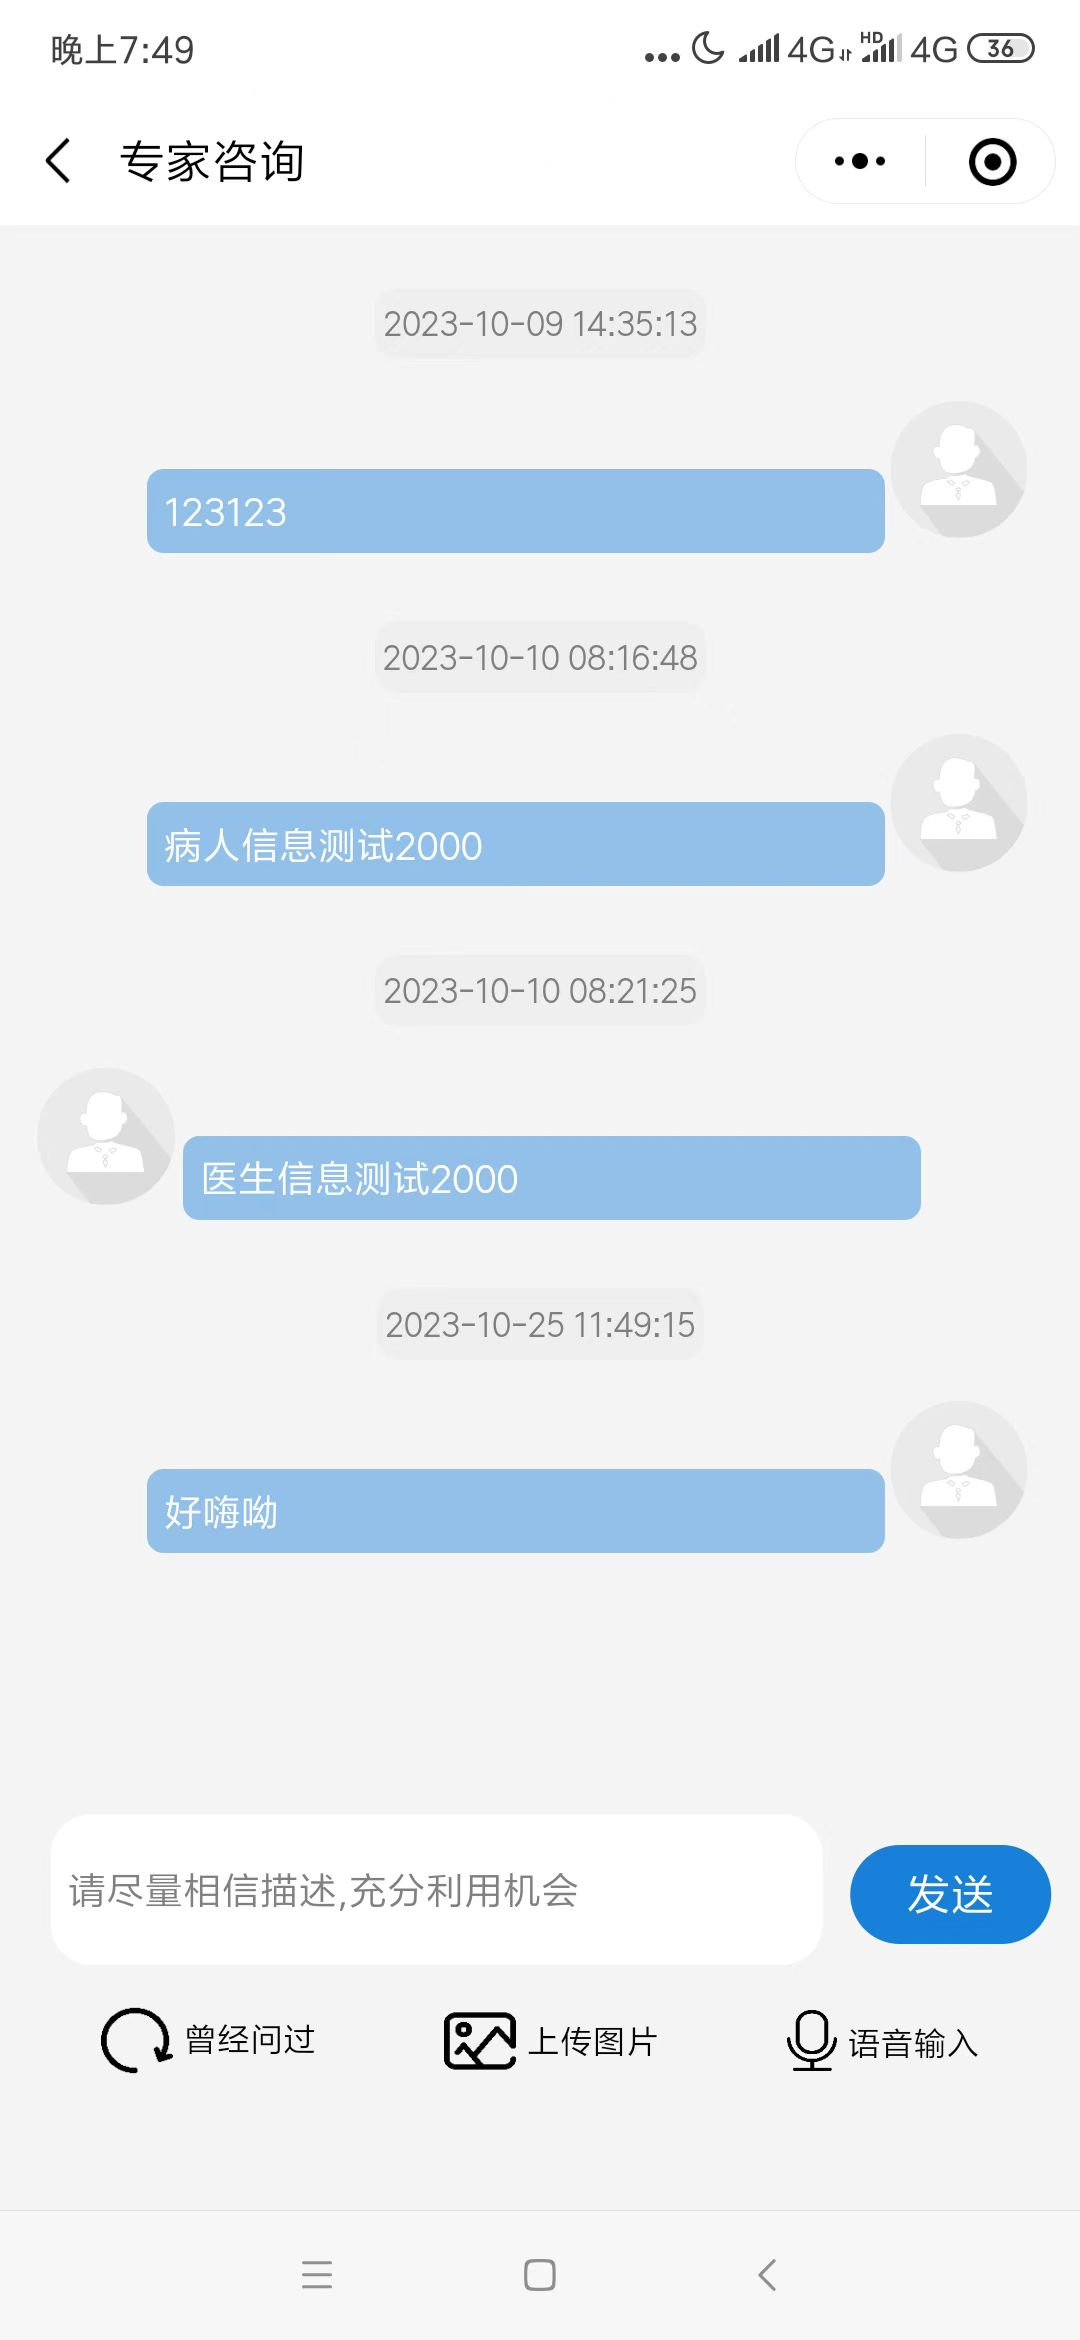 晚上7:49
4G HD 4G 36
专家咨询
2023-10-09 14:35:13
123123
2023-10-10 08:16:48
病人信息测试2000
2023-10-10 08:21:25
医生信息测试2000
2023-10-25 11:49:15
好嗨呦
请尽量相信描述,充分利用机会
发送
曾经问过 上传图片 语音输入